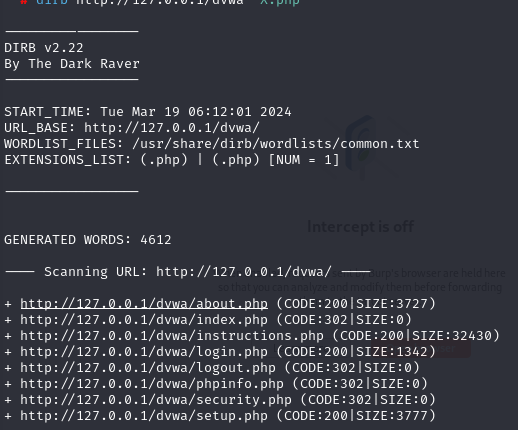 dirb http://127.0.0.1/dvwa -X.php
-----------------
DIRB v2.22
By The Dark Raver
-----------------
START_TIME: Tue Mar 19 06:12:01 2024
URL_BASE: http://127.0.0.1/dvwa/
WORDLIST_FILES: /usr/share/dirb/wordlists/common.txt
EXTENSIONS_LIST: (.php) | (.php) [NUM = 1]
-----------------
Intercept is off
GENERATED WORDS: 4612
---- Scanning URL: http://127.0.0.1/dvwa/ ----
by Burp's browser are held here
so that you can analyze and modify them before forwarding
+ http://127.0.0.1/dvwa/about.php (CODE:200|SIZE:3727)
+ http://127.0.0.1/dvwa/index.php (CODE:302|SIZE:0)
+ http://127.0.0.1/dvwa/instructions.php (CODE:200|SIZE:32430)
+ http://127.0.0.1/dvwa/login.php (CODE:200|SIZE:1342)
+ http://127.0.0.1/dvwa/logout.php (CODE:302|SIZE:0)
+ http://127.0.0.1/dvwa/phpinfo.php (CODE:302|SIZE:0)
+ http://127.0.0.1/dvwa/security.php (CODE:302|SIZE:0)
+ http://127.0.0.1/dvwa/setup.php (CODE:200|SIZE:3777)